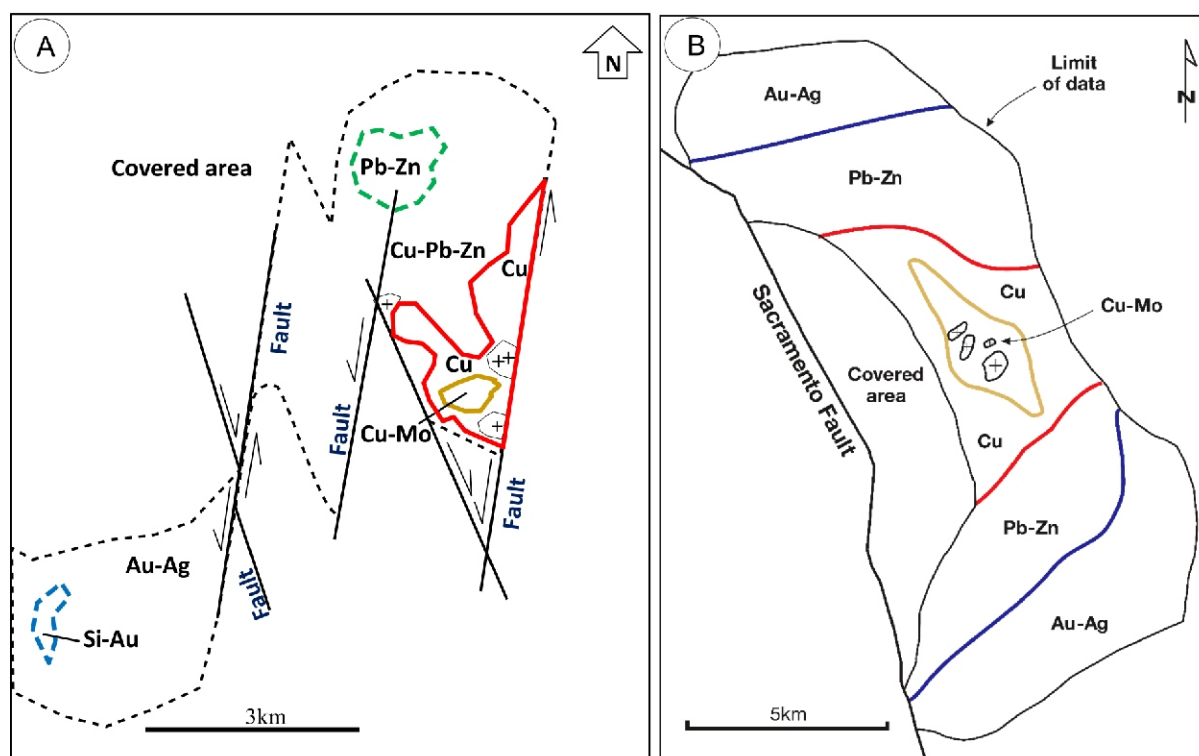 A
N
Covered area
Pb-Zn
Cu-Pb-Zn
Cu
Fault
Cu
Fault
Cu-Mo
Fault
Au-Ag
Fault
Si-Au
3km
B
Limit
of data
N
Au-Ag
Pb-Zn
Cu
Cu-Mo
Sacramento Fault
Covered
area
Cu
Pb-Zn
Au-Ag
5km